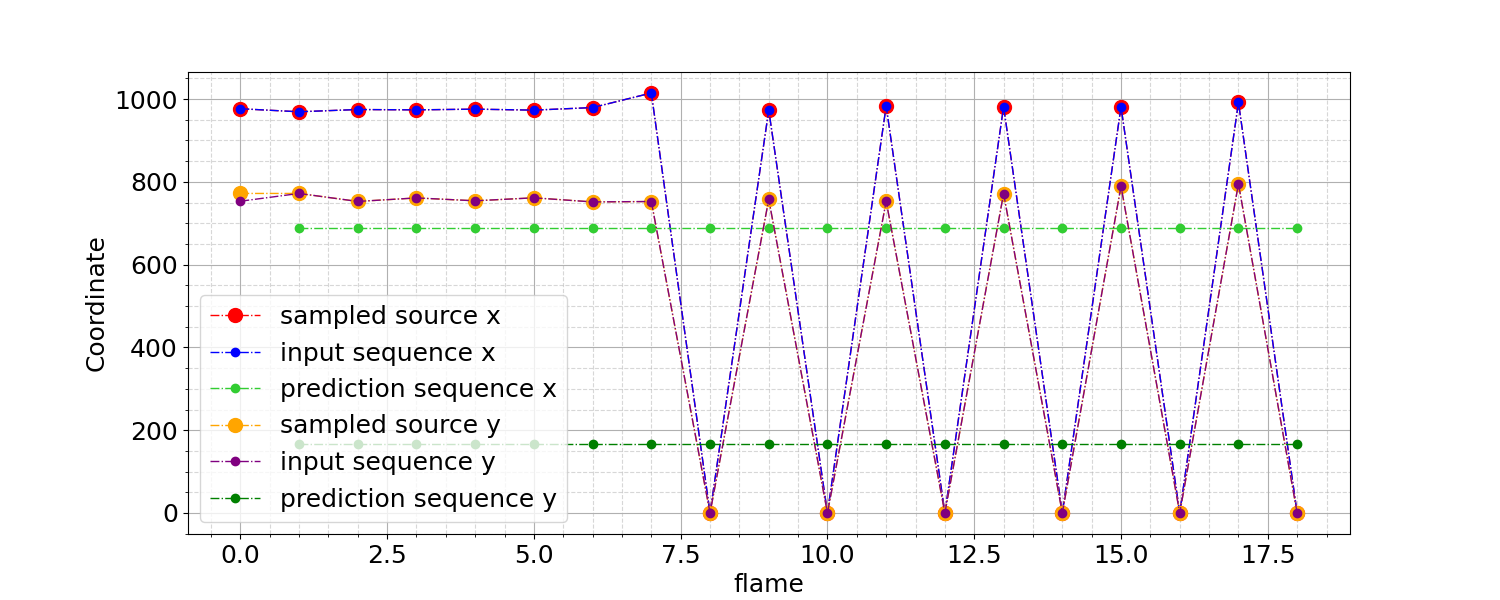 1000
800
600
400
200
0
Coordinate
sampled source x
input sequence x
prediction sequence x
sampled source y
input sequence y
prediction sequence y
0.0 2.5 5.0 7.5 10.0 12.5 15.0 17.5
flame